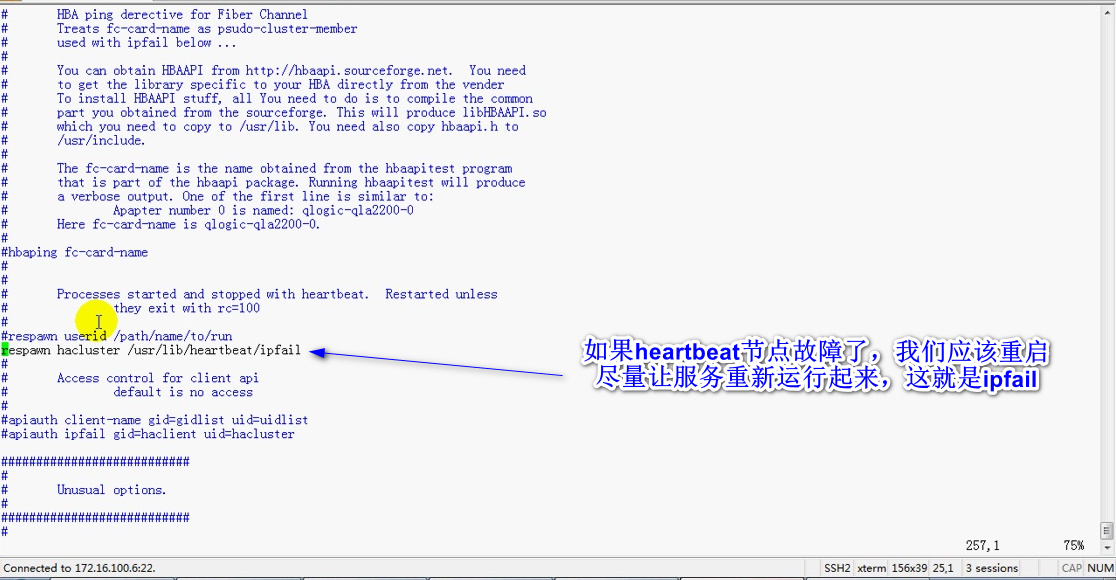 #       HBA ping derective for Fiber Channel
#       Treats fc-card-name as psudo-cluster-member
#       used with ipfail below ...
#
#       You can obtain HBAAPI from http://hbaapi.sourceforge.net.  You need
#       to get the library specific to your HBA directly from the vender
#       To install HBAAPI stuff, all You need to do is to compile the common
#       part you obtained from the sourceforge. This will produce libHBAAPI.so
#       which you need to copy to /usr/lib. You need also copy hbaapi.h to
#       /usr/include.
#
#       The fc-card-name is the name obtained from the hbaapitest program
#       that is part of the hbaapi package. Running hbaapitest will produce
#       a verbose output. One of the first line is similar to:
#               Apapter number 0 is named: qlogic-qla2200-0
#       Here fc-card-name is qlogic-qla2200-0.
#
#hbaping fc-card-name
#
#
#       Processes started and stopped with heartbeat.  Restarted unless
#               they exit with rc=100
#
#respawn userid /path/name/to/run
respawn hacluster /usr/lib/heartbeat/ipfail
如果heartbeat节点故障了，我们应该重启
尽量让服务重新运行起来，这就是ipfail
#
#       Access control for client api
#               default is no access
#
#apiauth client-name gid=gidlist uid=uidlist
#apiauth ipfail gid=haclient uid=hacluster
###########################
#
#       Unusual options.
#
###########################
#
257,1 75%
Connected to 172.16.100.6:22. SSH2 xterm 156x39 25,1 3 sessions CAP NUM